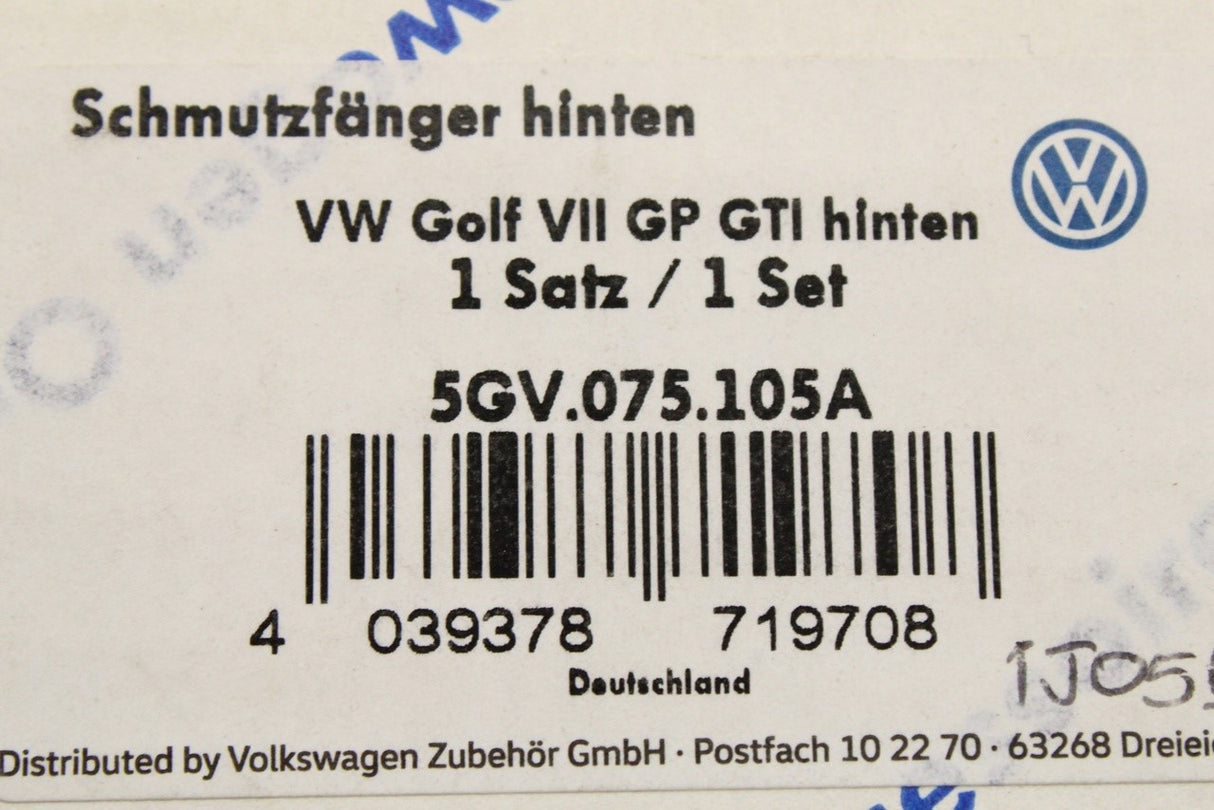 Schmutzfänger hinten
VW Golf VII GP GTI hinten
1 Satz / 1 Set
5GV.075.105A
4 039378 719708
Deutschland
Distributed by Volkswagen Zubehör GmbH · Postfach 10 22 70 · 63268